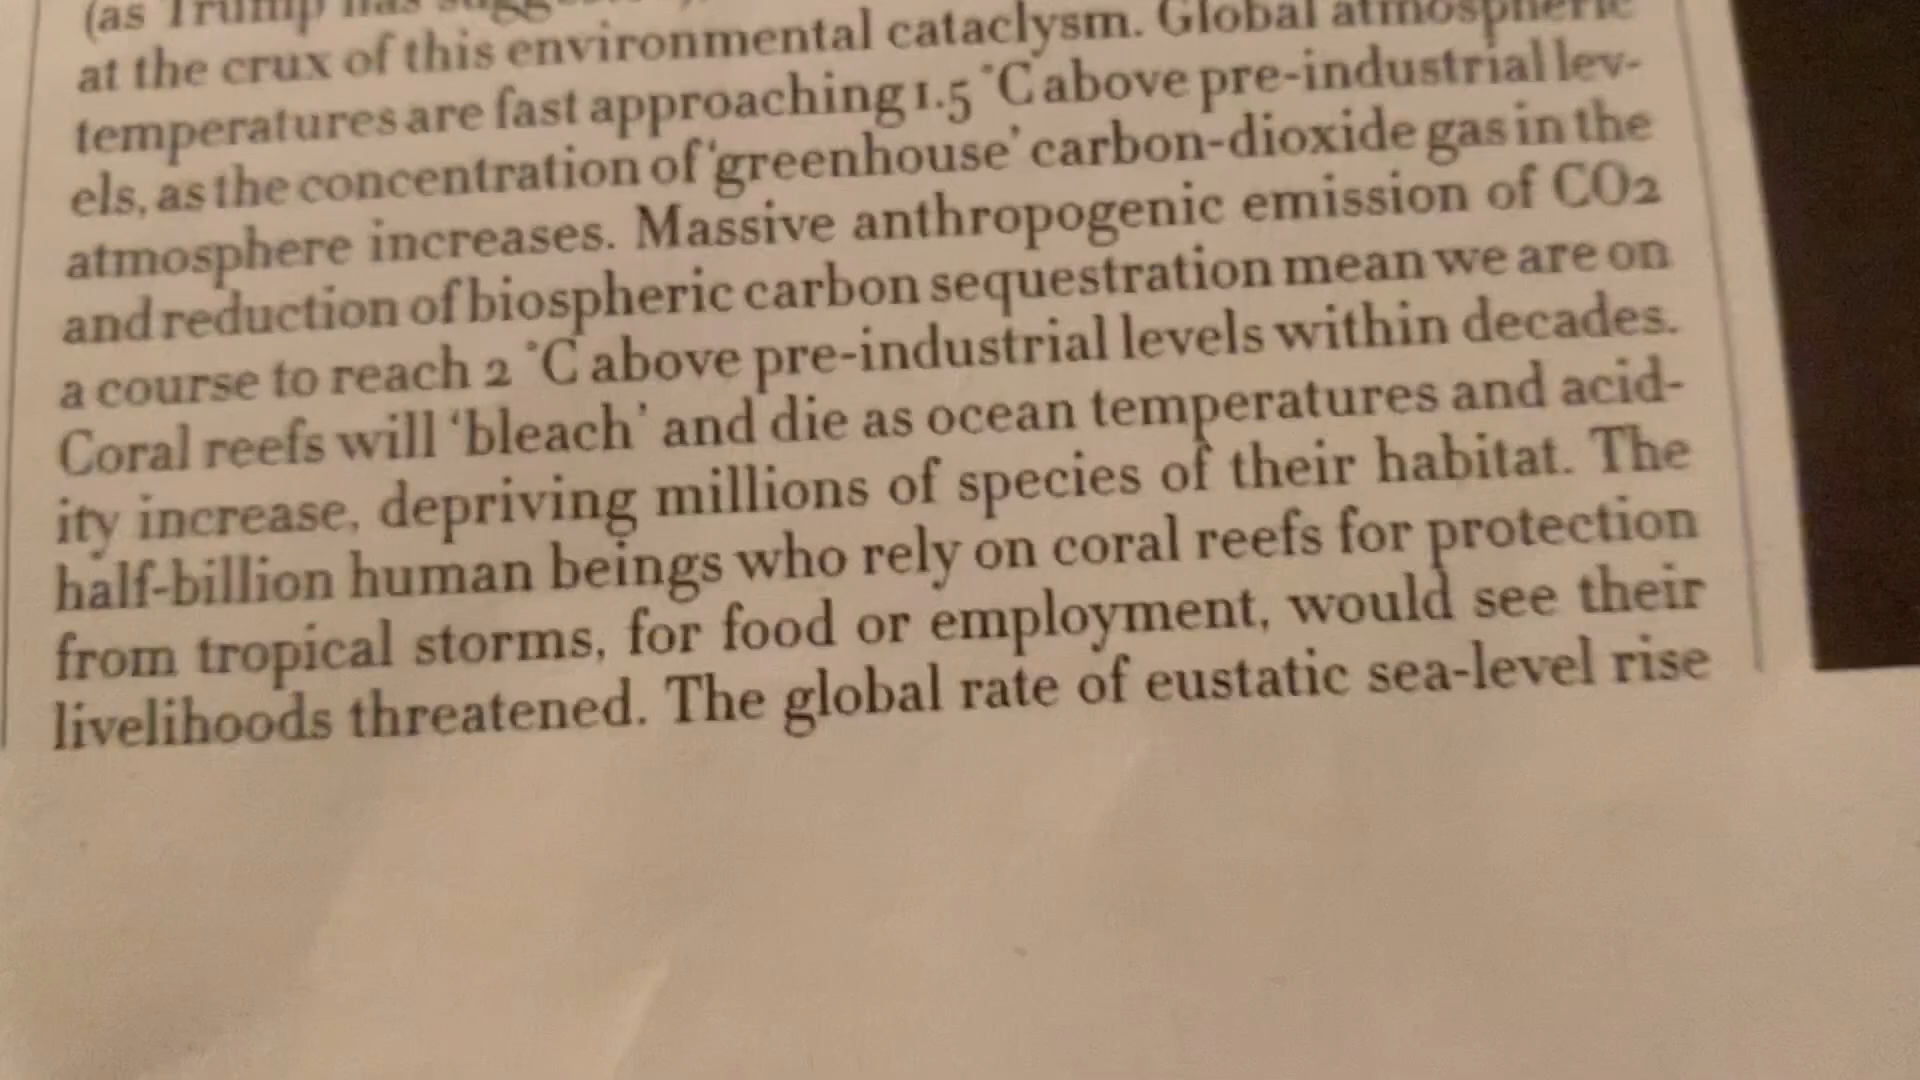 (as Trump has
at the crux of this environmental cataclysm. Global atmospheric
temperatures are fast approaching 1.5 °C above pre-industrial lev-
els, as the concentration of 'greenhouse' carbon-dioxide gas in the
atmosphere increases. Massive anthropogenic emission of CO2
and reduction of biospheric carbon sequestration mean we are on
a course to reach 2 °C above pre-industrial levels within decades.
Coral reefs will ‘bleach’ and die as ocean temperatures and acid-
ity increase, depriving millions of species of their habitat. The
half-billion human beings who rely on coral reefs for protection
from tropical storms, for food or employment, would see their
livelihoods threatened. The global rate of eustatic sea-level rise